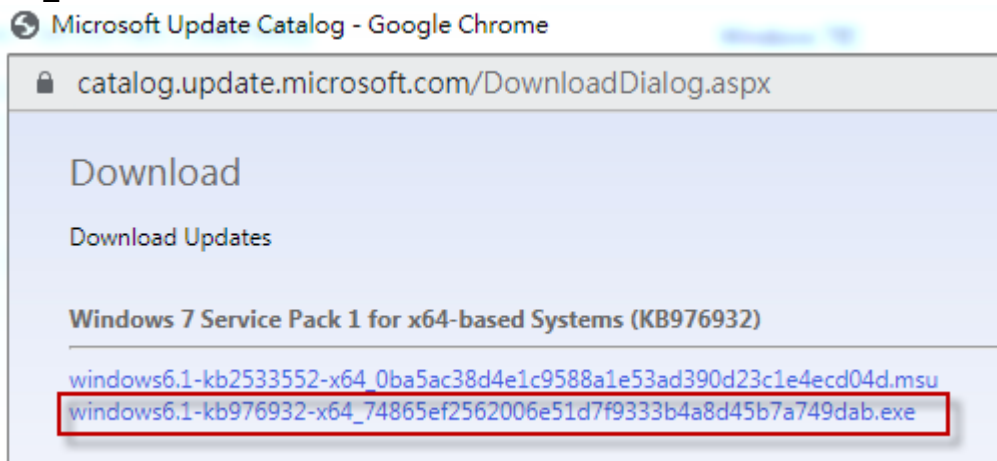 Microsoft Update Catalog - Google Chrome
catalog.update.microsoft.com/DownloadDialog.aspx
Download
Download Updates
Windows 7 Service Pack 1 for x64-based Systems (KB976932)
windows6.1-kb2533552-x64_0ba5ac38d4e1c9588a1e53ad390d23c1e4ecd04d.msu
windows6.1-kb976932-x64_74865ef2562006e51d7f9333b4a8d45b7a749dab.exe